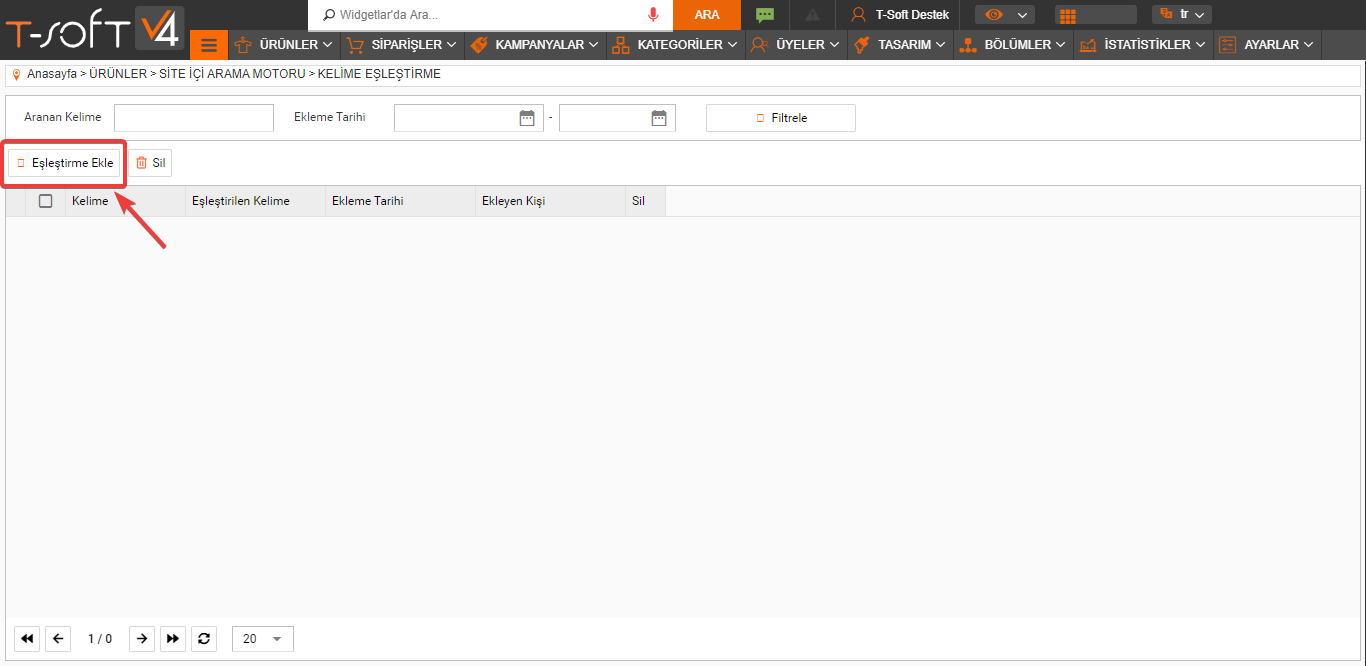 T-SOFT V4
Widgetlar'da Ara...
ARA
T-Soft Destek
tr
ÜRÜNLER
SİPARİŞLER
KAMPANYALAR
KATEGORİLER
ÜYELER
TASARIM
BÖLÜMLER
İSTATİSTİKLER
AYARLAR
Anasayfa > ÜRÜNLER > SİTE İÇİ ARAMA MOTORU > KELİME EŞLEŞTİRME
Aranan Kelime
Ekleme Tarihi
-
Filtrele
Eşleştirme Ekle
Sil
Kelime
Eşleştirilen Kelime
Ekleme Tarihi
Ekleyen Kişi
Sil
1 / 0
20